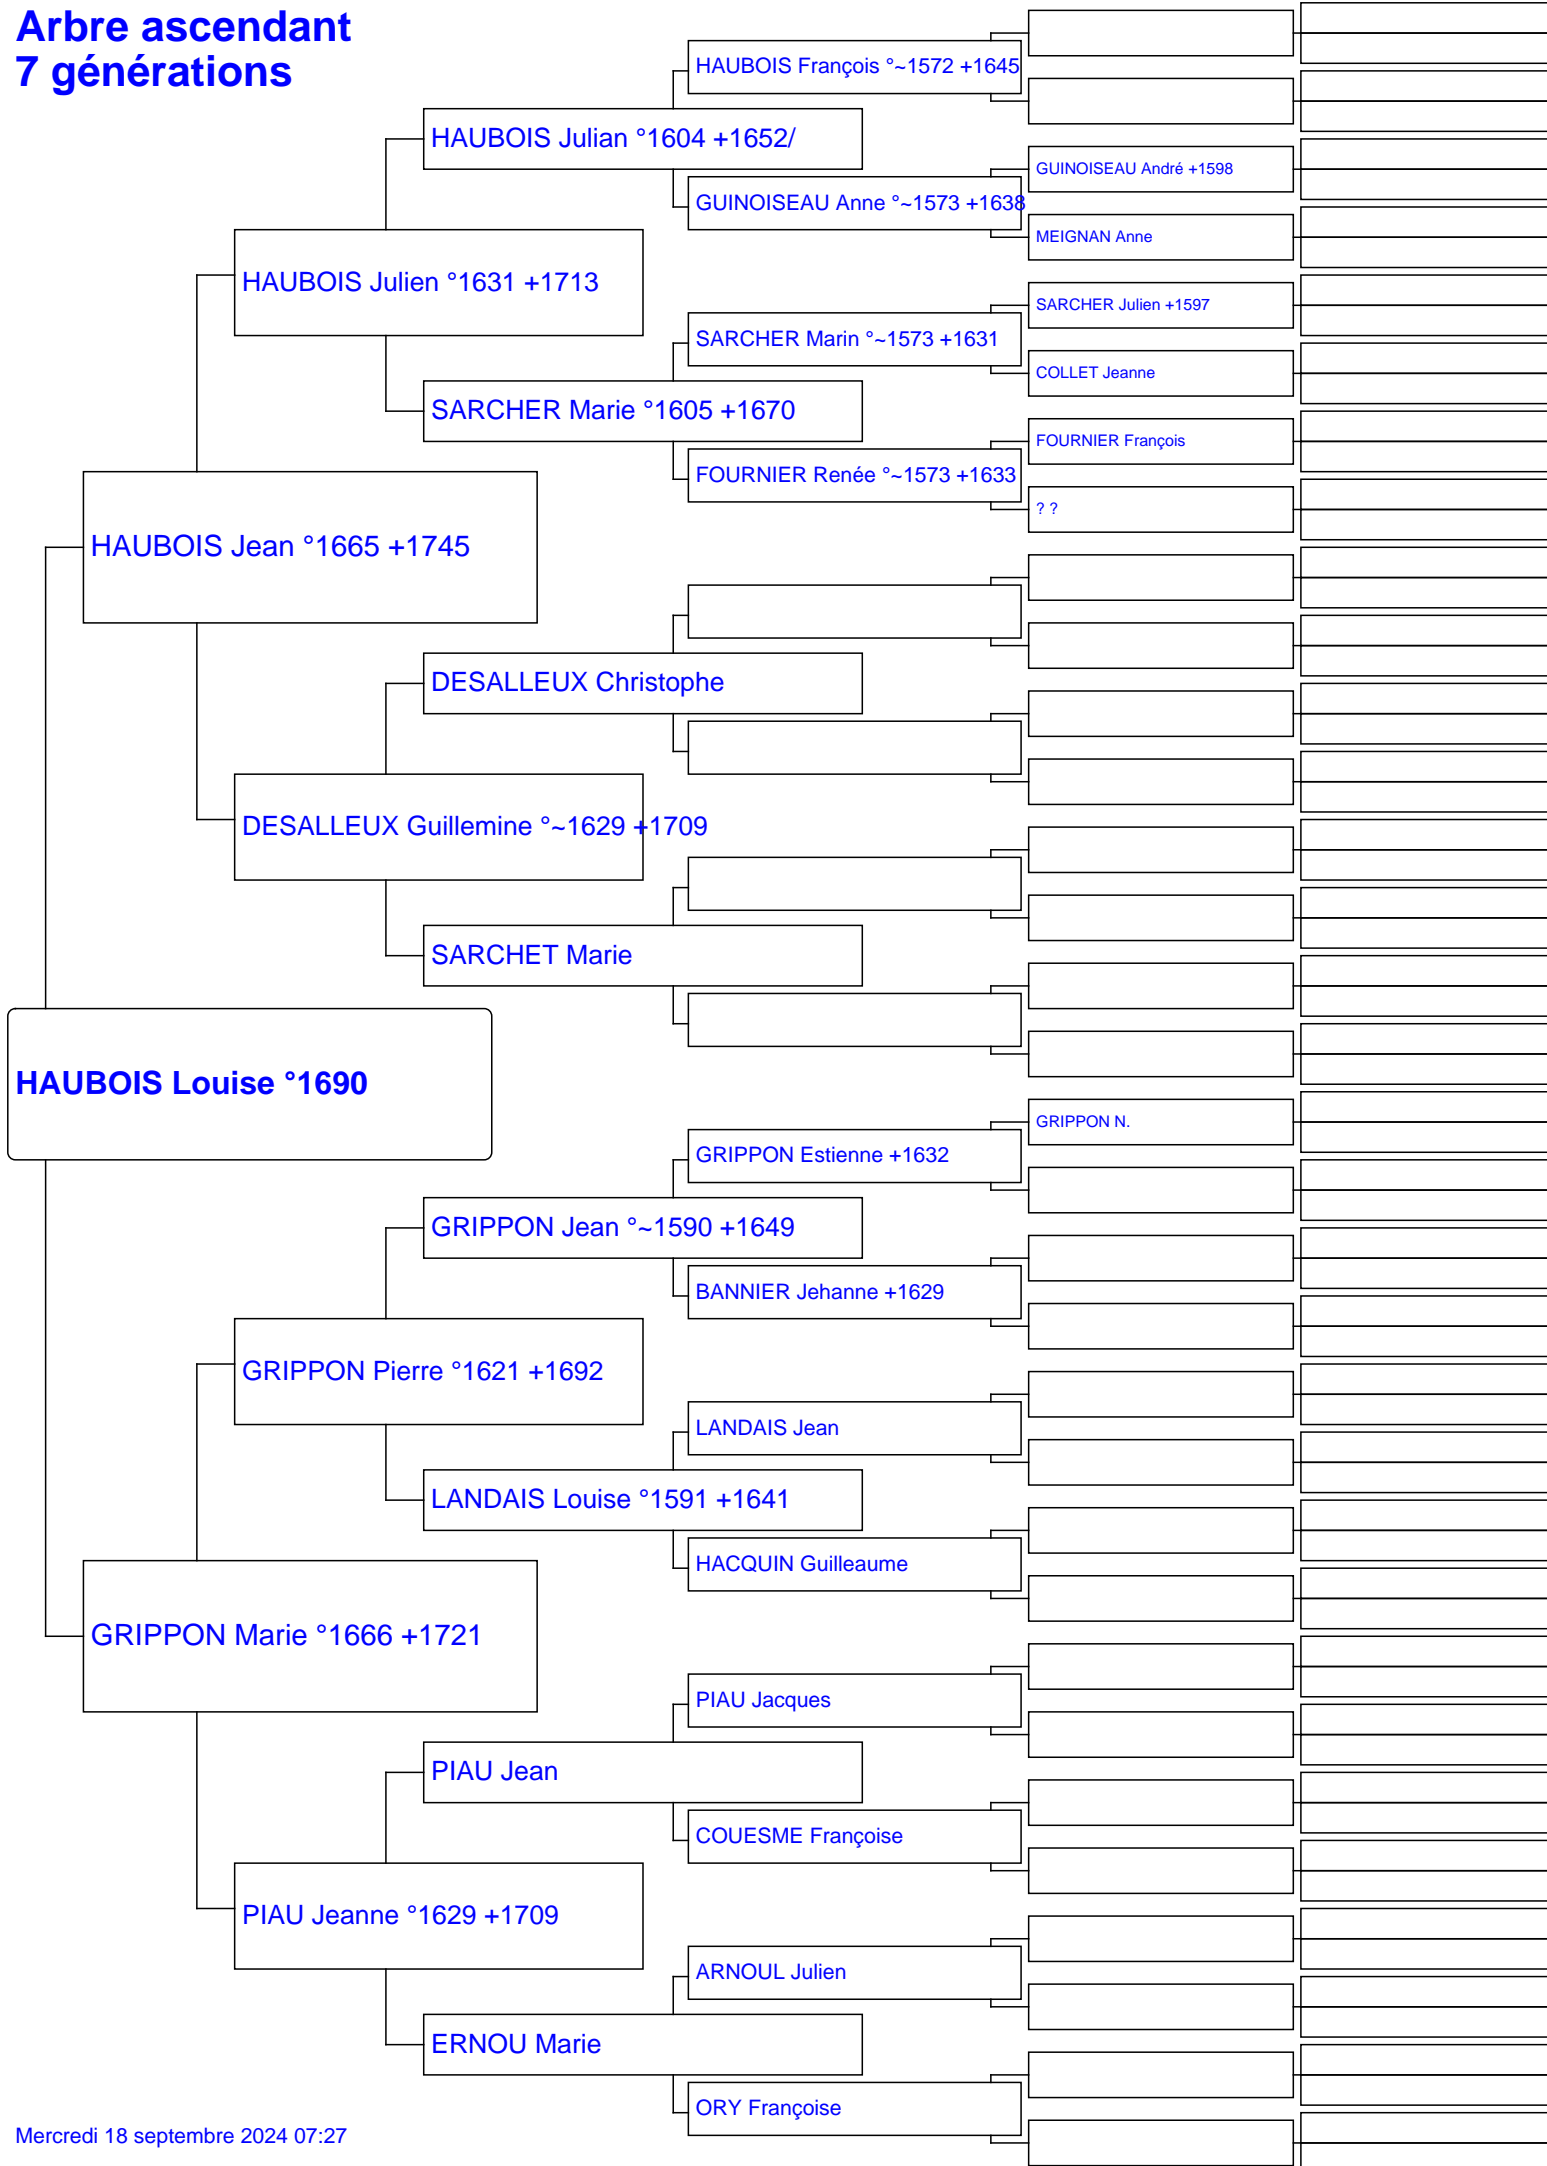 Arbre ascendant
7 générations
HAUBOIS François °~1572 +1645
HAUBOIS Julian °1604 +1652/
GUINOISEAU André +1598
GUINOISEAU Anne °~1573 +1638
MEIGNAN Anne
HAUBOIS Julien °1631 +1713
SARCHER Julien +1597
SARCHER Marin °~1573 +1631
COLLET Jeanne
SARCHER Marie °1605 +1670
FOURNIER François
FOURNIER Renée °~1573 +1633
? ?
HAUBOIS Jean °1665 +1745
DESALLEUX Christophe
DESALLEUX Guillemine °~1629 +1709
SARCHET Marie
HAUBOIS Louise °1690
GRIPPON N.
GRIPPON Estienne +1632
GRIPPON Jean °~1590 +1649
BANNIER Jehanne +1629
GRIPPON Pierre °1621 +1692
LANDAIS Jean
LANDAIS Louise °1591 +1641
HACQUIN Guilleaume
GRIPPON Marie °1666 +1721
PIAU Jacques
PIAU Jean
COUESME Françoise
PIAU Jeanne °1629 +1709
ARNOUL Julien
ERNOU Marie
ORY Françoise
Mercredi 18 septembre 2024 07:27